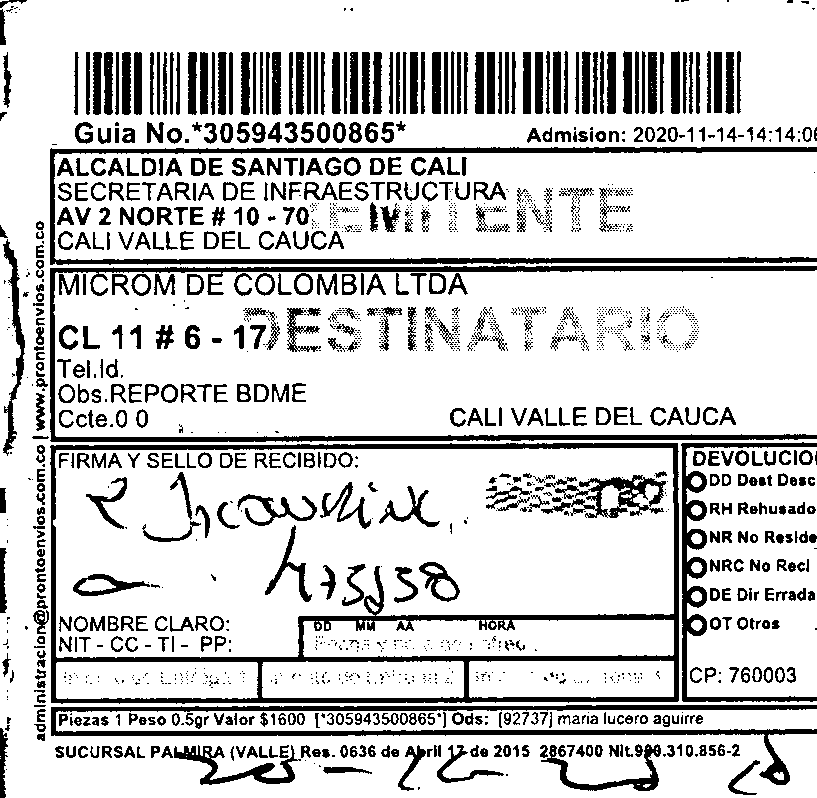 Guia No.*305943500865*
Admision: 2020-11-14-14:14:06
ALCALDIA DE SANTIAGO DE CALI
SECRETARIA DE INFRAESTRUCTURA
AV 2 NORTE # 10 - 70 REMITENTE
CALI VALLE DEL CAUCA
MICROM DE COLOMBIA LTDA
CL 11 # 6 - 17 DESTINATARIO
Tel.Id.
Obs.REPORTE BDME
Ccte.0 0 CALI VALLE DEL CAUCA
administracion@prontoenvios.com.co | www.prontoenvios.com.co
FIRMA Y SELLO DE RECIBIDO:
NOMBRE CLARO:
NIT - CC - TI - PP:
DD MM AA HORA
DEVOLUCIO
DD Dest Desc
RH Rehusado
NR No Reside
NRC No Recl
DE Dir Errada
OT Otros
CP: 760003
Piezas 1 Peso 0.5gr Valor $1600 [*305943500865*] Ods: [92737] maria lucero aguirre
SUCURSAL PALMIRA (VALLE) Res. 0636 de Abril 17 de 2015 2867400 Nit.900.310.856-2